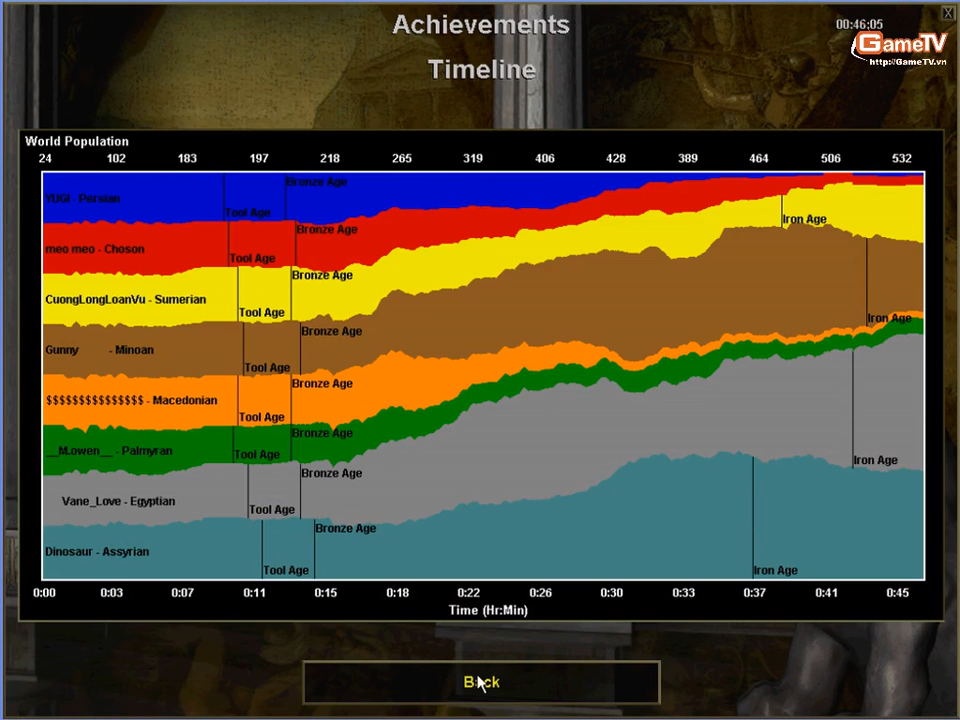 Achievements
00:46:05
GameTV
http://GameTV.vn
Timeline
World Population
24 102 183 197 218 265 319 406 428 389 464 506 532
YUGI - Persian
Tool Age
Bronze Age
meo meo - Choson
Tool Age
Bronze Age
CuongLongLoanVu - Sumerian
Tool Age
Bronze Age
Iron Age
Gunny - Minoan
Tool Age
Bronze Age
Iron Age
$$$$$$$$$$$$$$$ - Macedonian
Tool Age
Bronze Age
__M.owen__ - Palmyran
Tool Age
Bronze Age
Vane_Love - Egyptian
Tool Age
Bronze Age
Iron Age
Dinosaur - Assyrian
Tool Age
Bronze Age
Iron Age
0:00 0:03 0:07 0:11 0:15 0:18 0:22 0:26 0:30 0:33 0:37 0:41 0:45
Time (Hr:Min)
Back